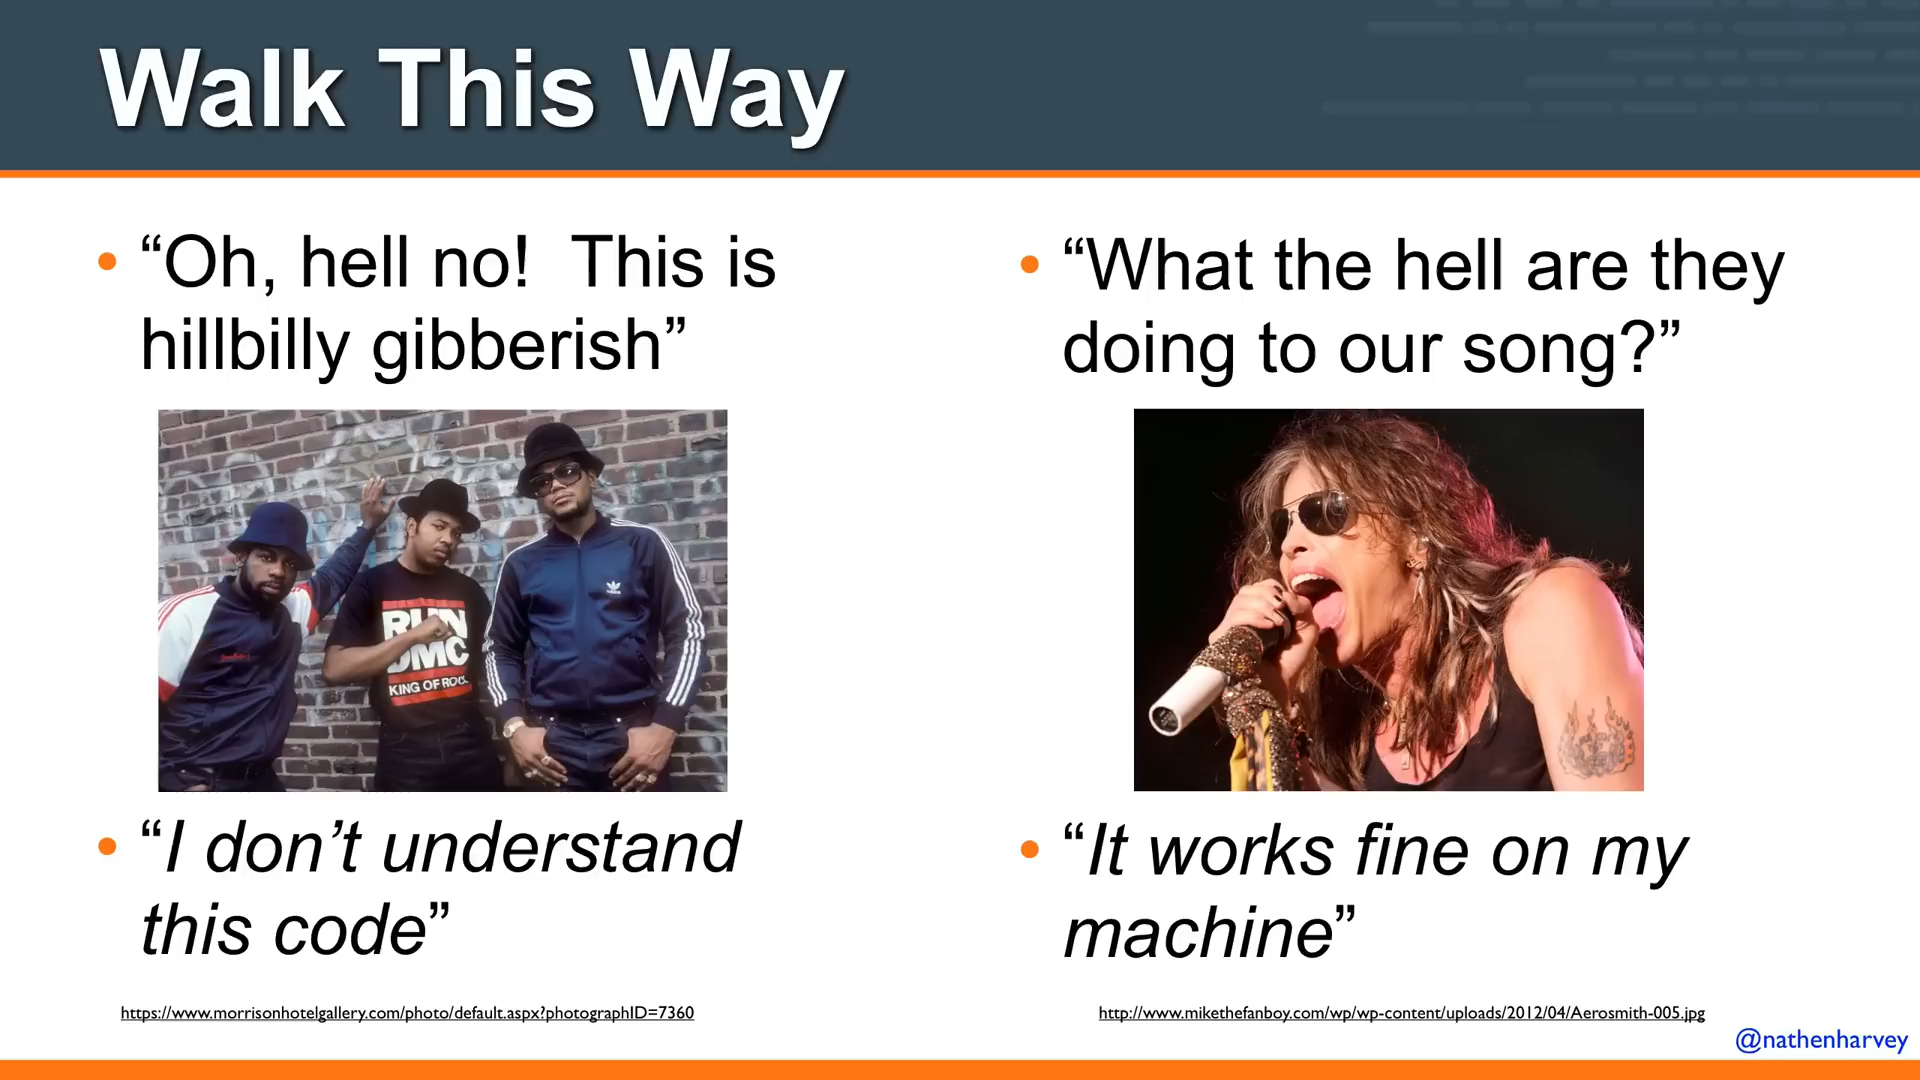 Walk This Way
• “Oh, hell no!  This is
hillbilly gibberish”
RUN
DMC
KING OF ROCK
adidas
• “I don’t understand
this code”
https://www.morrisonhotelgallery.com/photo/default.aspx?photographID=7360
• “What the hell are they
doing to our song?”
• “It works fine on my
machine”
http://www.mikethefanboy.com/wp/wp-content/uploads/2012/04/Aerosmith-005.jpg
@nathenharvey